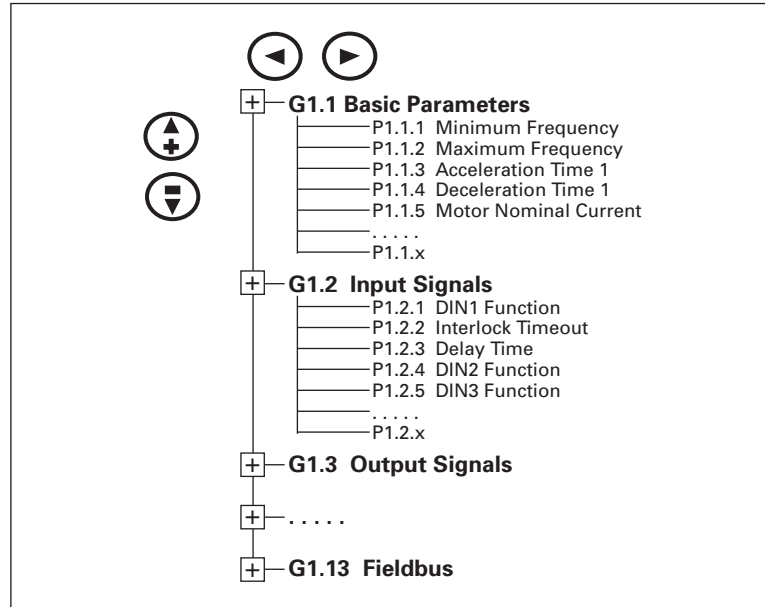 G1.1 Basic Parameters
P1.1.1 Minimum Frequency
P1.1.2 Maximum Frequency
P1.1.3 Acceleration Time 1
P1.1.4 Deceleration Time 1
P1.1.5 Motor Nominal Current
. . . . .
P1.1.x
G1.2 Input Signals
P1.2.1 DIN1 Function
P1.2.2 Interlock Timeout
P1.2.3 Delay Time
P1.2.4 DIN2 Function
P1.2.5 DIN3 Function
. . . . .
P1.2.x
G1.3 Output Signals
. . . . .
G1.13 Fieldbus